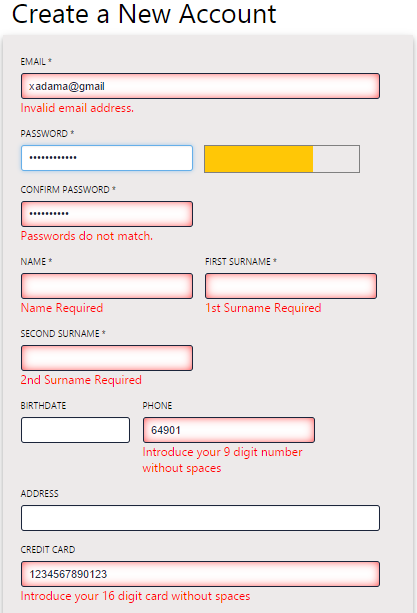 Create a New Account
EMAIL *
xadama@gmail
Invalid email address.
PASSWORD *
••••••••••••
CONFIRM PASSWORD *
••••••••••
Passwords do not match.
NAME * FIRST SURNAME *
Name Required 1st Surname Required
SECOND SURNAME *
2nd Surname Required
BIRTHDATE PHONE
64901
Introduce your 9 digit number
without spaces
ADDRESS
CREDIT CARD
1234567890123
Introduce your 16 digit card without spaces